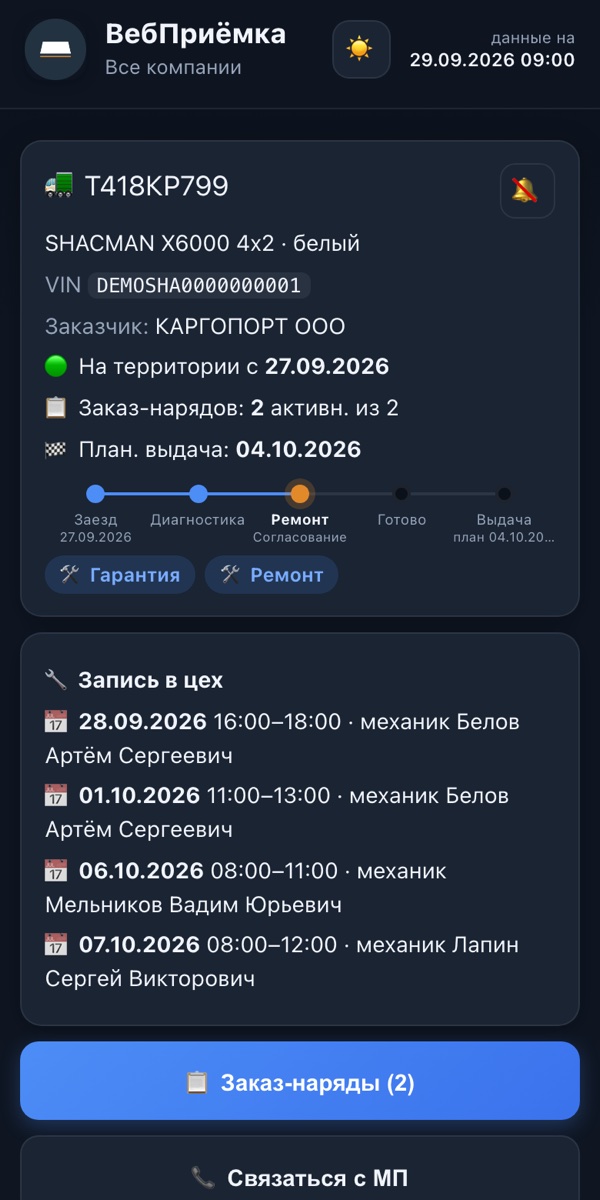 ВебПриёмка
Все компании
данные на
29.09.2026 09:00
Т418КР799
SHACMAN X6000 4x2 · белый
VIN DEMOSHA0000000001
Заказчик: КАРГОПОРТ ООО
На территории с 27.09.2026
Заказ-нарядов: 2 активн. из 2
План. выдача: 04.10.2026
Заезд
27.09.2026
Диагностика
Ремонт
Согласование
Готово
Выдача
план 04.10.20...
Гарантия
Ремонт
Запись в цех
28.09.2026 16:00–18:00 · механик Белов
Артём Сергеевич
01.10.2026 11:00–13:00 · механик Белов
Артём Сергеевич
06.10.2026 08:00–11:00 · механик
Мельников Вадим Юрьевич
07.10.2026 08:00–12:00 · механик Лапин
Сергей Викторович
Заказ-наряды (2)
Связаться с МП